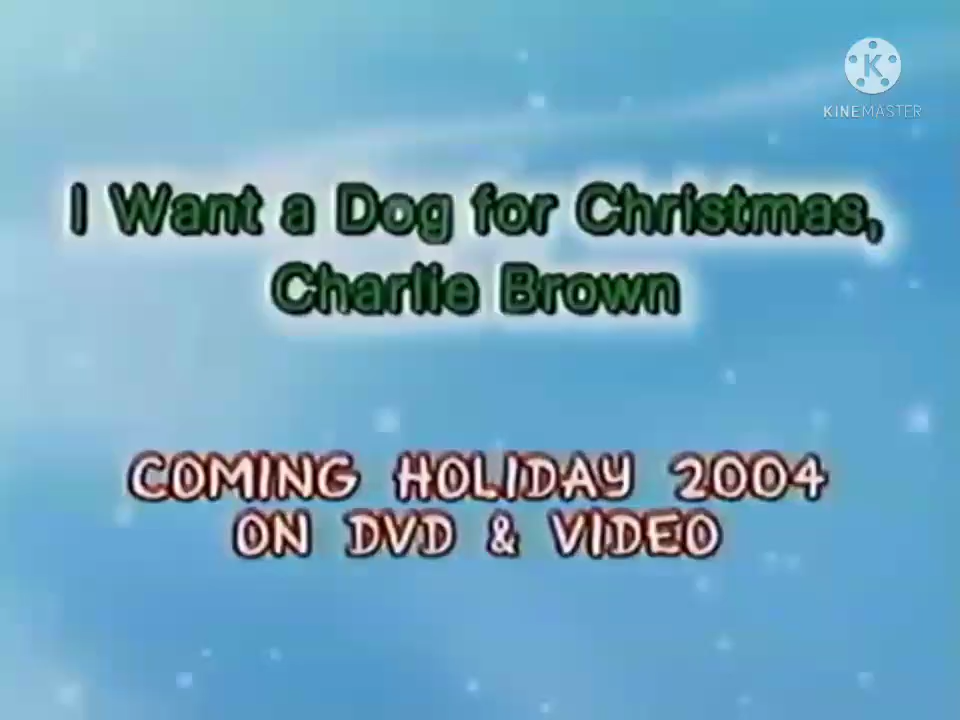 K
KINEMASTER
I Want a Dog for Christmas,
Charlie Brown
COMING HOLIDAY 2004
ON DVD & VIDEO